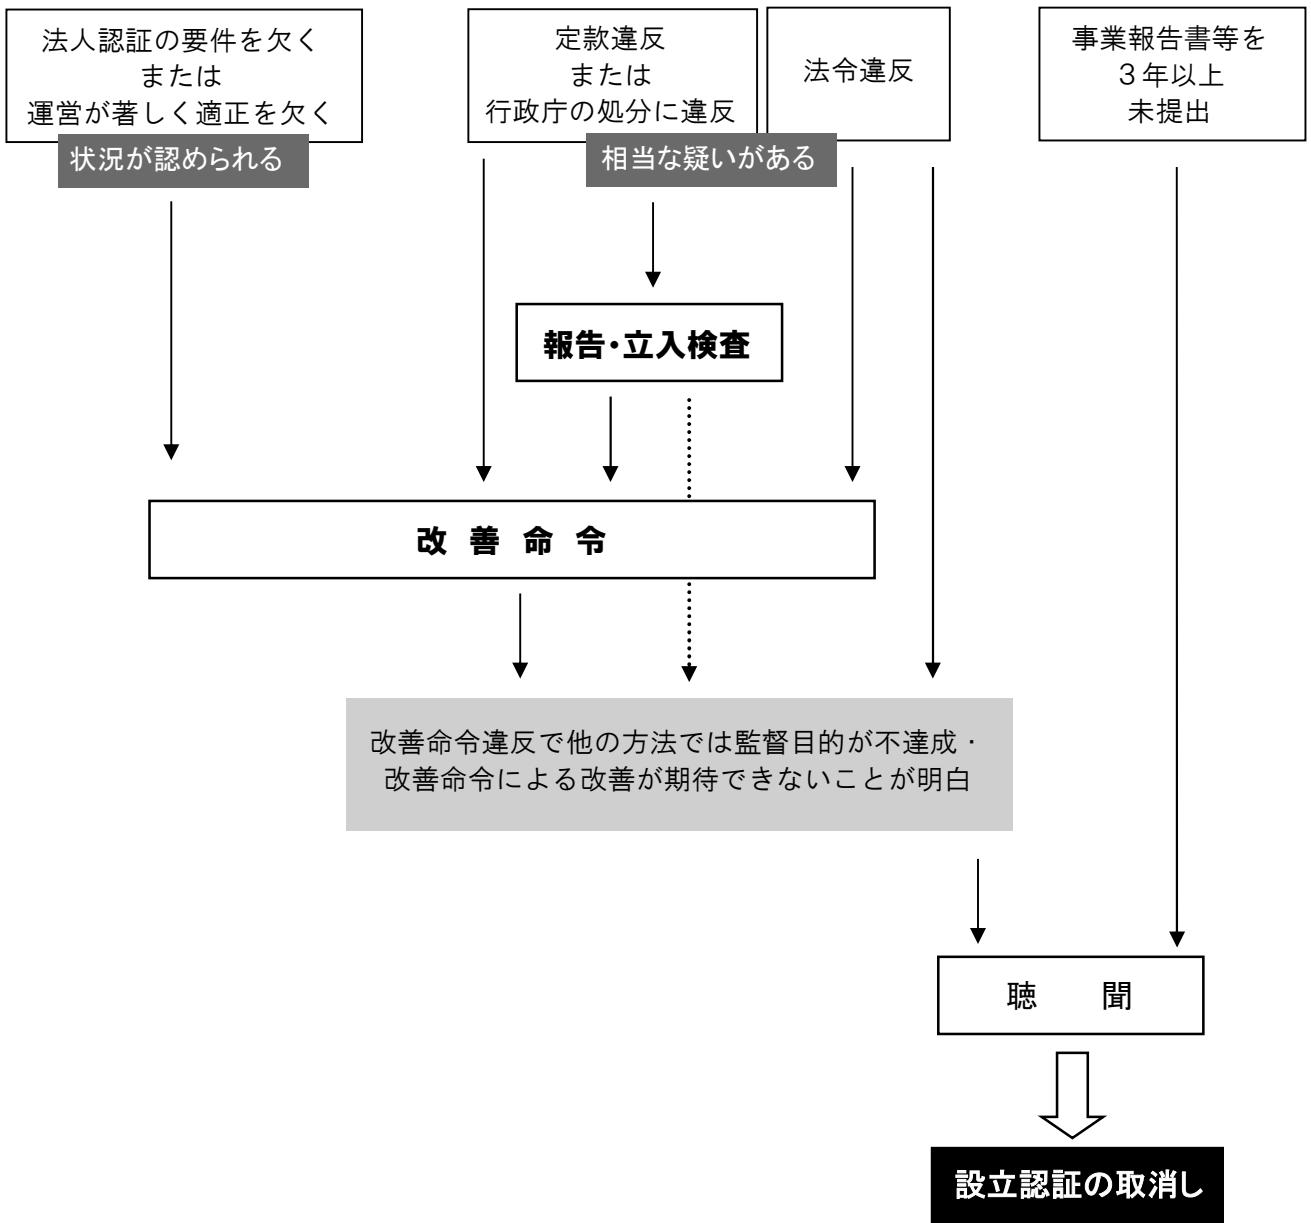 法人認証の要件を欠く
または
運営が著しく適正を欠く
状況が認められる
定款違反
または
行政庁の処分に違反
法令違反
相当な疑いがある
事業報告書等を
３年以上
未提出
報告・立入検査
改 善 命 令
改善命令違反で他の方法では監督目的が不達成・
改善命令による改善が期待できないことが明白
聴　　聞
設立認証の取消し